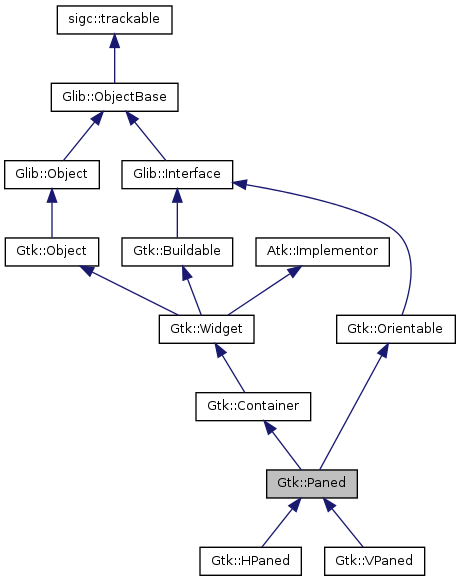 sigc::trackable
Glib::ObjectBase
Glib::Object
Glib::Interface
Gtk::Object
Gtk::Buildable
Atk::Implementor
Gtk::Widget
Gtk::Orientable
Gtk::Container
Gtk::Paned
Gtk::HPaned
Gtk::VPaned